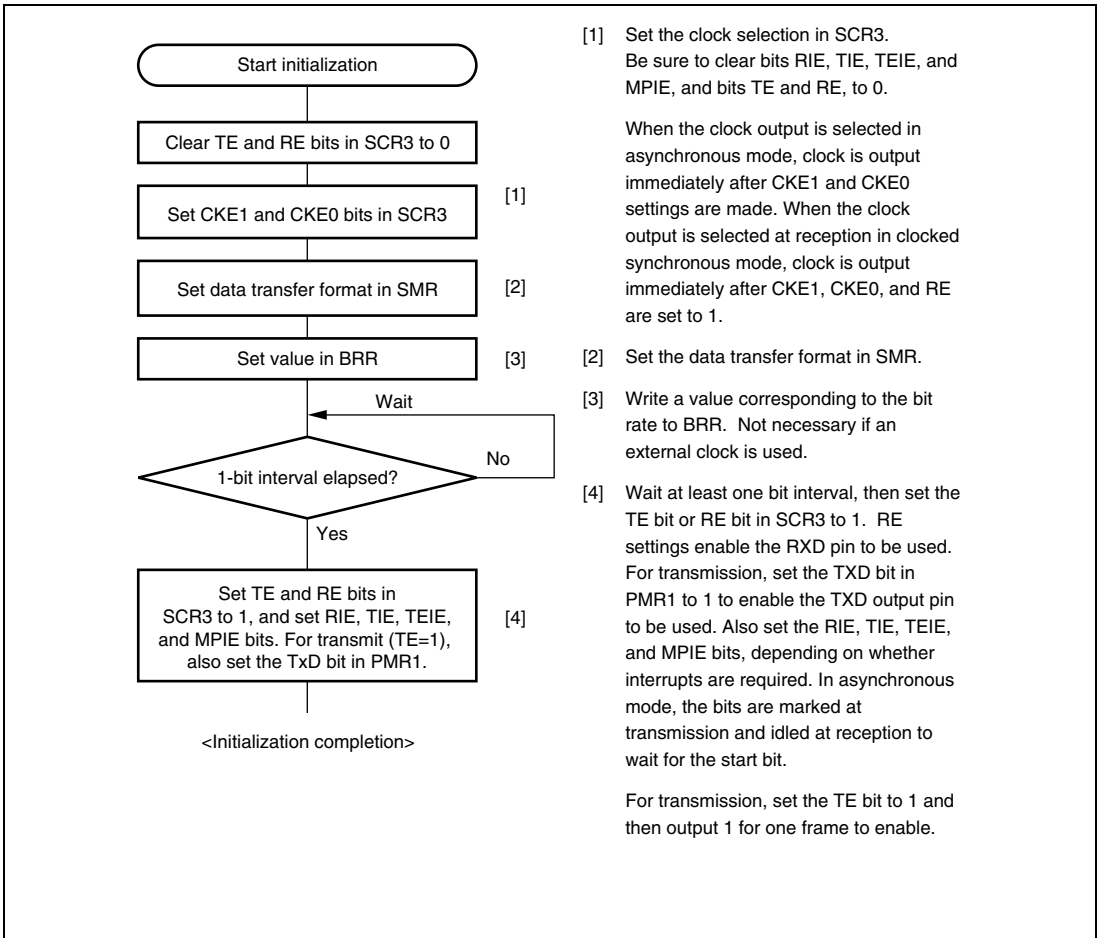 Start initialization
Clear TE and RE bits in SCR3 to 0
Set CKE1 and CKE0 bits in SCR3
[1]
Set data transfer format in SMR
[2]
Set value in BRR
[3]
Wait
No
1-bit interval elapsed?
Yes
Set TE and RE bits in
SCR3 to 1, and set RIE, TIE, TEIE,
and MPIE bits. For transmit (TE=1),
also set the TxD bit in PMR1.
[4]
<Initialization completion>
[1] Set the clock selection in SCR3.
Be sure to clear bits RIE, TIE, TEIE, and
MPIE, and bits TE and RE, to 0.
When the clock output is selected in
asynchronous mode, clock is output
immediately after CKE1 and CKE0
settings are made. When the clock
output is selected at reception in clocked
synchronous mode, clock is output
immediately after CKE1, CKE0, and RE
are set to 1.
[2] Set the data transfer format in SMR.
[3] Write a value corresponding to the bit
rate to BRR. Not necessary if an
external clock is used.
[4] Wait at least one bit interval, then set the
TE bit or RE bit in SCR3 to 1. RE
settings enable the RXD pin to be used.
For transmission, set the TXD bit in
PMR1 to 1 to enable the TXD output pin
to be used. Also set the RIE, TIE, TEIE,
and MPIE bits, depending on whether
interrupts are required. In asynchronous
mode, the bits are marked at
transmission and idled at reception to
wait for the start bit.
For transmission, set the TE bit to 1 and
then output 1 for one frame to enable.